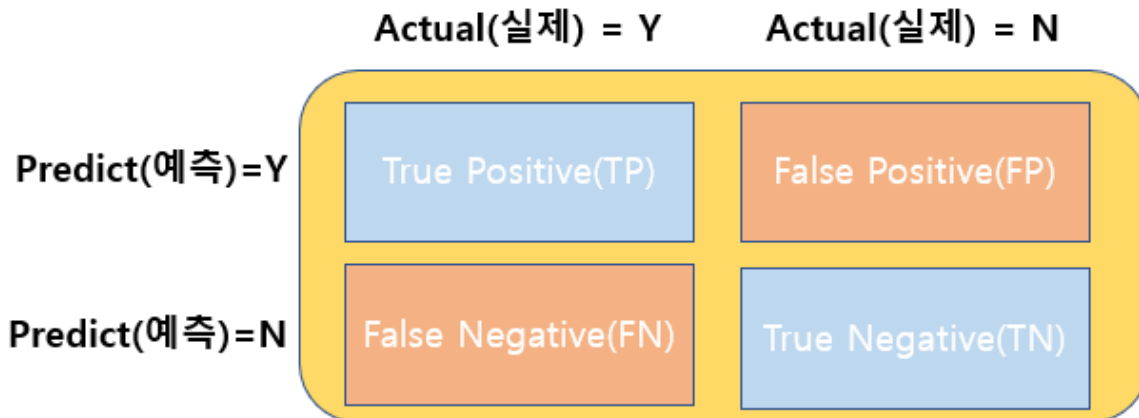 Actual(실제) = Y Actual(실제) = N
Predict(예측)=Y True Positive(TP) False Positive(FP)
Predict(예측)=N False Negative(FN) True Negative(TN)